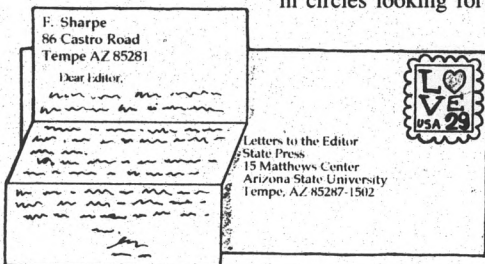 in circles looking for
F. Sharpe
86 Castro Road
Tempe AZ 85281
Dear Editor,
LOVE
USA 29
Letters to the Editor
State Press
15 Matthews Center
Arizona State University
Tempe, AZ 85287-1502